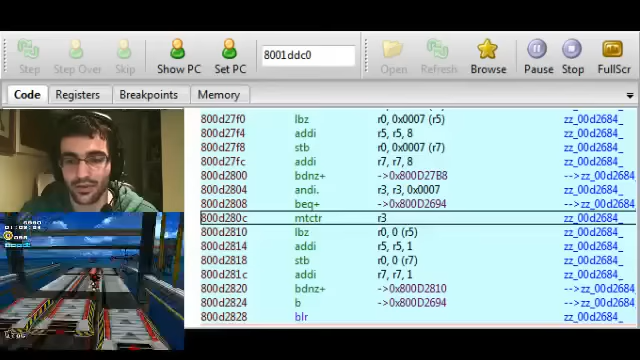 Step Step Over Skip Show PC Set PC 8001ddc0 Open Refresh Browse Pause Stop FullScr
Code Registers Breakpoints Memory
800d27f0 lbz r0, 0x0007 (r5) zz_00d2684_
800d27f4 addi r5, r5, 8 zz_00d2684_
800d27f8 stb r0, 0x0007 (r7) zz_00d2684_
800d27fc addi r7, r7, 8 zz_00d2684_
800d2800 bdnz+ ->0x800D27B8 -->zz_00d2684_
800d2804 andi. r3, r3, 0x0007 zz_00d2684_
800d2808 beq+ ->0x800D2694 -->zz_00d2684_
800d280c mtctr r3 zz_00d2684_
800d2810 lbz r0, 0 (r5) zz_00d2684_
800d2814 addi r5, r5, 1 zz_00d2684_
800d2818 stb r0, 0 (r7) zz_00d2684_
800d281c addi r7, r7, 1 zz_00d2684_
800d2820 bdnz+ ->0x800D2810 -->zz_00d2684_
800d2824 b ->0x800D2694 -->zz_00d2684_
800d2828 blr zz_00d2684_